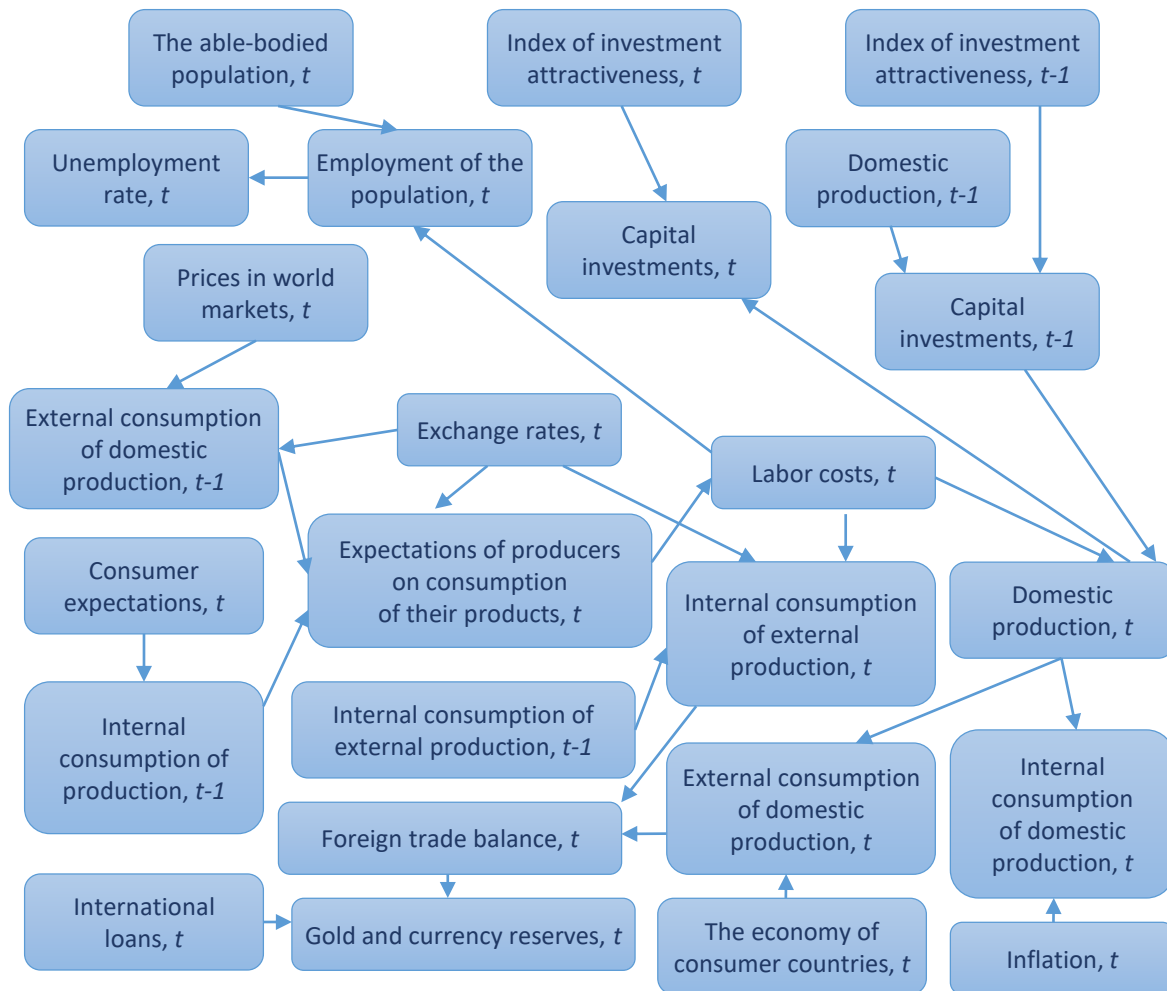 The able-bodied
population, t
Index of investment
attractiveness, t
Index of investment
attractiveness, t-1
Unemployment
rate, t
Employment of the
population, t
Domestic
production, t-1
Capital
investments, t
Prices in world
markets, t
Capital
investments, t-1
External consumption
of domestic
production, t-1
Exchange rates, t
Labor costs, t
Expectations of producers
on consumption
of their products, t
Consumer
expectations, t
Internal consumption
of external
production, t
Domestic
production, t
Internal
consumption of
production, t-1
Internal consumption of
external production, t-1
External consumption
of domestic
production, t
Internal
consumption
of domestic
production, t
Foreign trade balance, t
International
loans, t
Gold and currency reserves, t
The economy of
consumer countries, t
Inflation, t